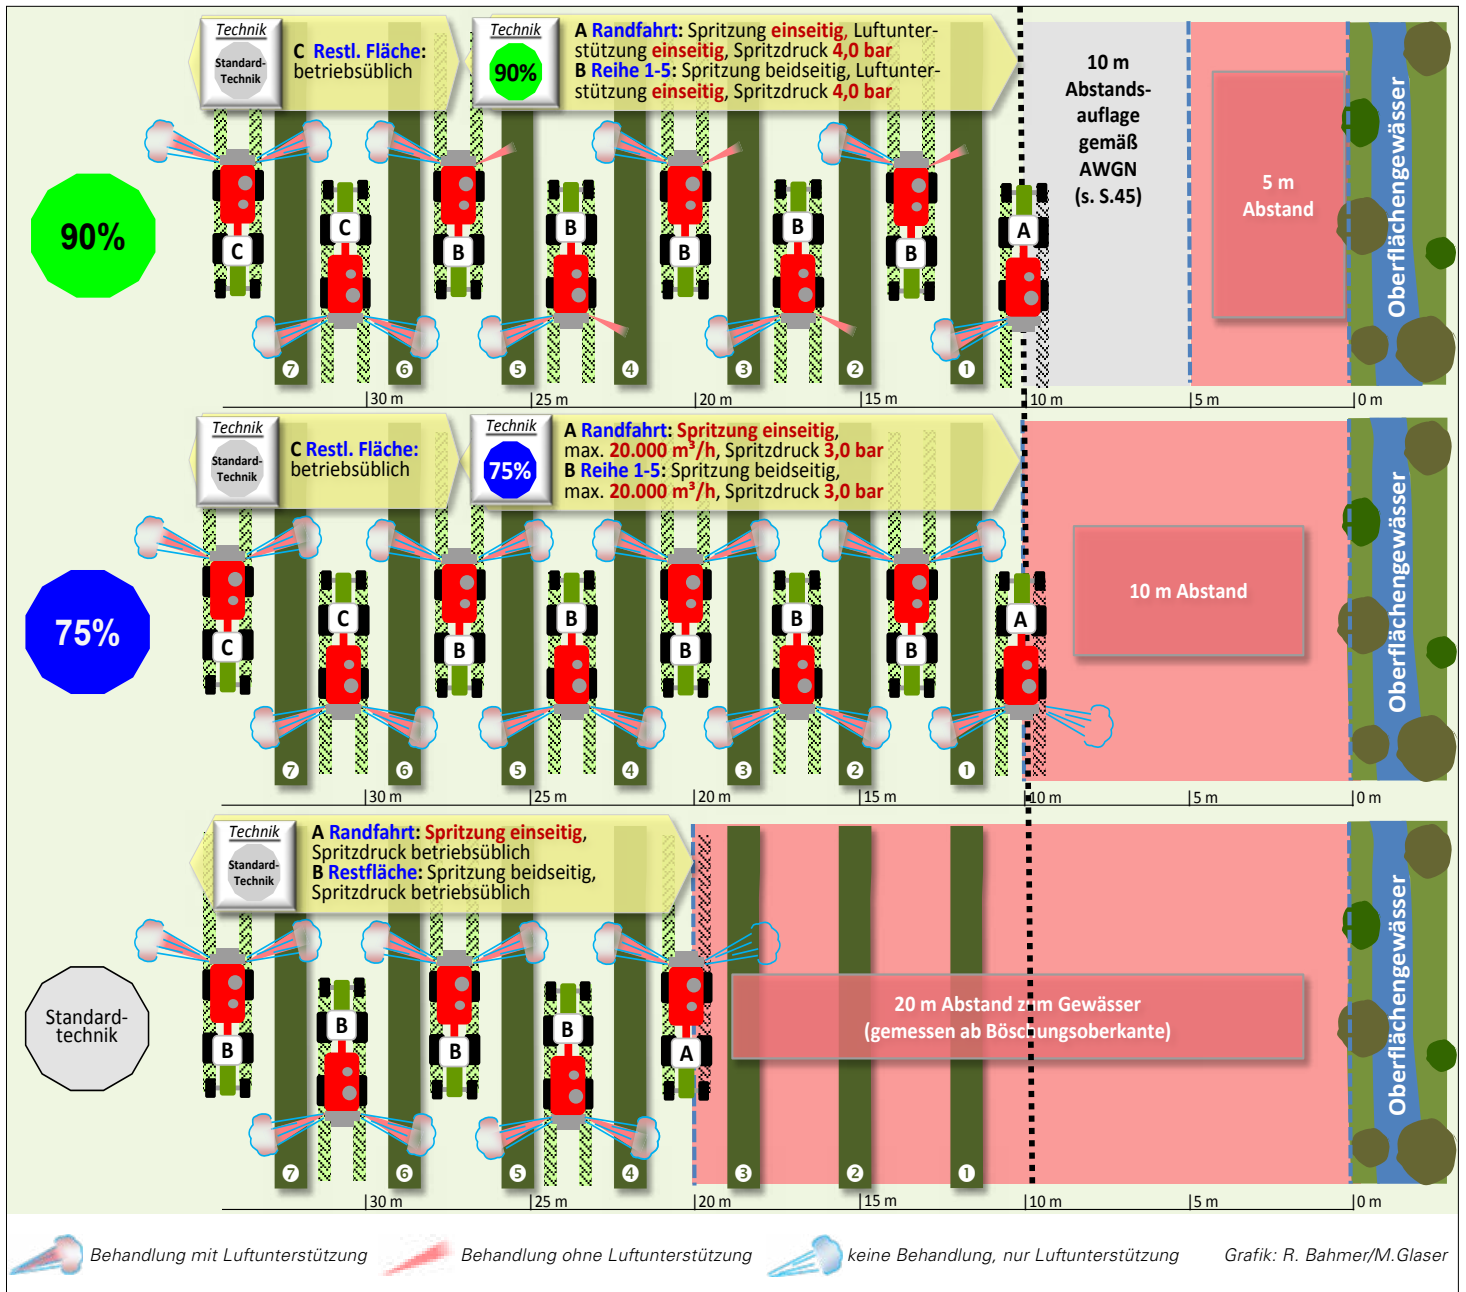 Technik
Standard-
Technik
C Restl. Fläche:
betriebsüblich
Technik
90%
A Randfahrt: Spritzung einseitig, Luftunter-
stützung einseitig, Spritzdruck 4,0 bar
B Reihe 1-5: Spritzung beidseitig, Luftunter-
stützung einseitig, Spritzdruck 4,0 bar
10 m
Abstands-
auflage
gemäß
AWGN
(s. S.45)
5 m
Abstand
Oberflächengewässer
90%
C
C
B
B
B
B
B
A
7
6
5
4
3
2
1
30 m
25 m
20 m
15 m
10 m
5 m
0 m
Technik
Standard-
Technik
C Restl. Fläche:
betriebsüblich
Technik
75%
A Randfahrt: Spritzung einseitig,
max. 20.000 m³/h, Spritzdruck 3,0 bar
B Reihe 1-5: Spritzung beidseitig,
max. 20.000 m³/h, Spritzdruck 3,0 bar
10 m Abstand
Oberflächengewässer
75%
C
C
B
B
B
B
B
A
7
6
5
4
3
2
1
30 m
25 m
20 m
15 m
10 m
5 m
0 m
Technik
Standard-
Technik
A Randfahrt: Spritzung einseitig,
Spritzdruck betriebsüblich
B Restfläche: Spritzung beidseitig,
Spritzdruck betriebsüblich
20 m Abstand zum Gewässer
(gemessen ab Böschungsoberkante)
Oberflächengewässer
Standard-
technik
B
B
B
B
A
7
6
5
4
3
2
1
30 m
25 m
20 m
15 m
10 m
5 m
0 m
Behandlung mit Luftunterstützung
Behandlung ohne Luftunterstützung
keine Behandlung, nur Luftunterstützung
Grafik: R. Bahmer/M.Glaser